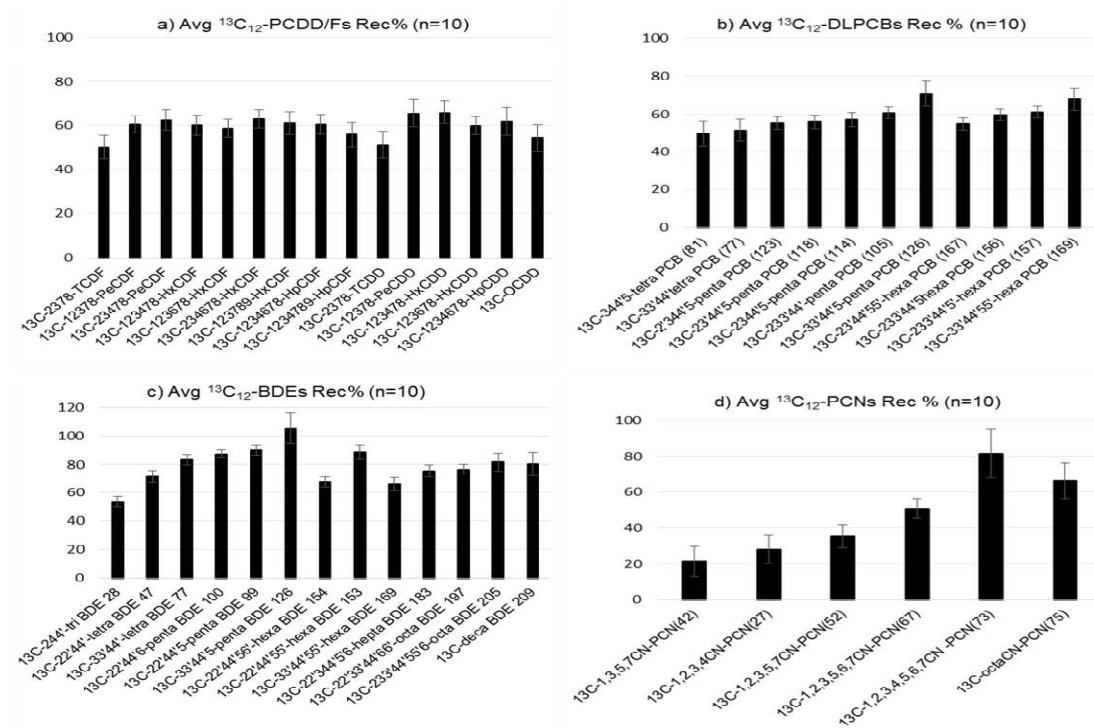 a) Avg ¹³C₁₂-PCDD/Fs Rec% (n=10)
100
80
60
40
20
0
13C-2378-TCDF
13C-12378-PeCDF
13C-23478-PeCDF
13C-123478-HxCDF
13C-123678-HxCDF
13C-234678-HxCDF
13C-123789-HxCDF
13C-1234678-HpCDF
13C-1234789-HpCDF
13C-2378-TCDD
13C-12378-PeCDD
13C-123478-HxCDD
13C-123678-HxCDD
13C-1234678-HpCDD
13C-OCDD
b) Avg ¹³C₁₂-DLPCBs Rec % (n=10)
100
80
60
40
20
0
13C-344'5-tetra PCB (81)
13C-33'44'tetra PCB (77)
13C-2'344'5-penta PCB (123)
13C-23'44'5-penta PCB (118)
13C-2344'5-penta PCB (114)
13C-233'44'-penta PCB (105)
13C-33'44'5-penta PCB (126)
13C-23'44'55'-hexa PCB (167)
13C-233'44'5hexa PCB (156)
13C-233'44'5'-hexa PCB (157)
13C-33'44'55'-hexa PCB (169)
c) Avg ¹³C₁₂-BDEs Rec% (n=10)
120
100
80
60
40
20
0
13C-244'-tri BDE 28
13C-22'44'-tetra BDE 47
13C-33'44'-tetra BDE 77
13C-22'44'6-penta BDE 100
13C-22'44'5-penta BDE 99
13C-33'44'5-penta BDE 126
13C-22'44'56'-hexa BDE 154
13C-22'44'55'-hexa BDE 153
13C-33'44'55'-hexa BDE 169
13C-22'344'5'6-hepta BDE 183
13C-22'33'44'66'-octa BDE 197
13C-233'44'55'6-octa BDE 205
13C-deca BDE 209
d) Avg ¹³C₁₂-PCNs Rec % (n=10)
100
80
60
40
20
0
13C-1,3,5,7CN-PCN(42)
13C-1,2,3,4CN-PCN(27)
13C-1,2,3,5,7CN-PCN(52)
13C-1,2,3,5,6,7CN-PCN(67)
13C-1,2,3,4,5,6,7CN -PCN(73)
13C-octaCN-PCN(75)